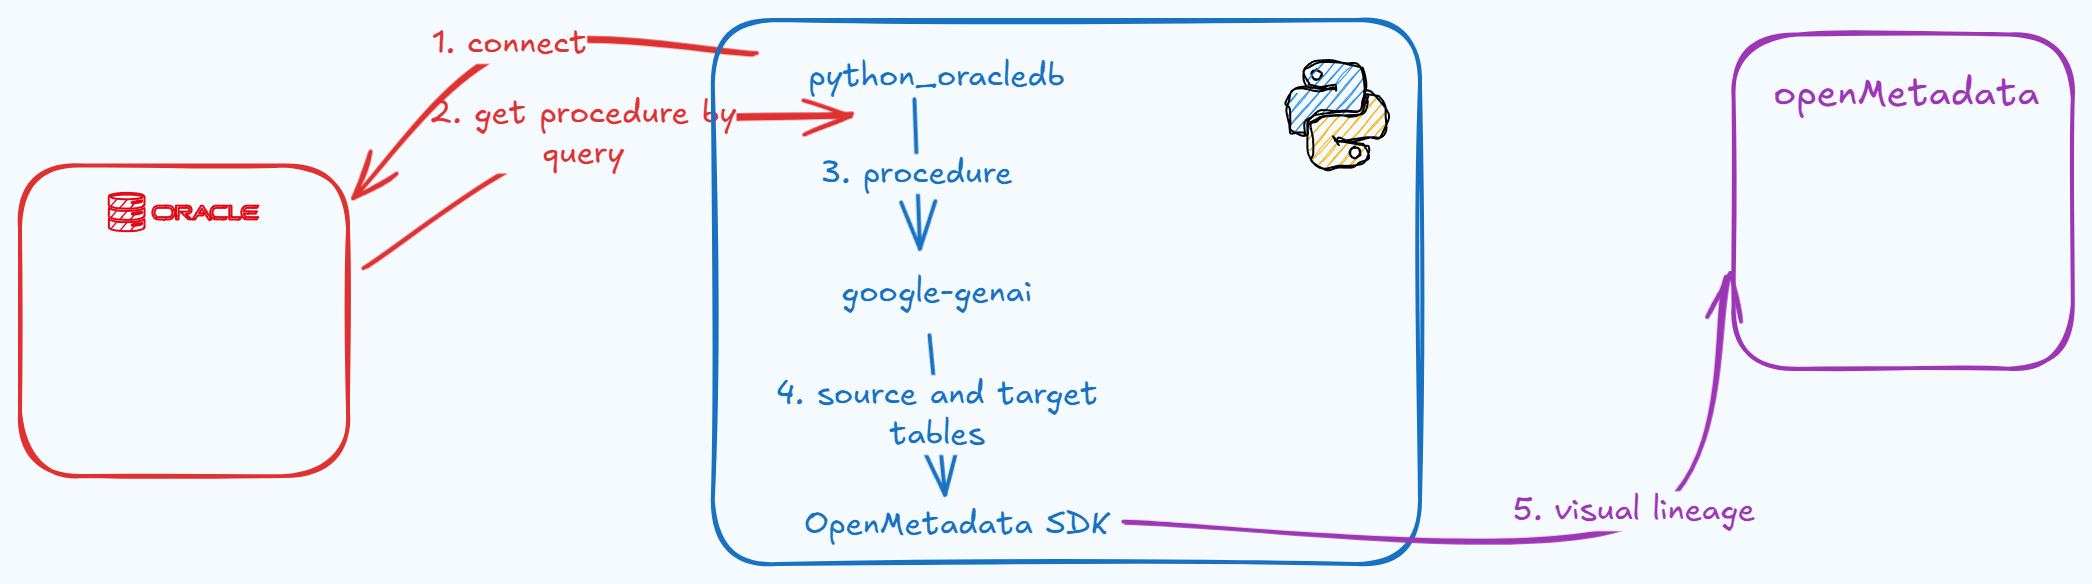 1. connect
2. get procedure by
query
ORACLE
python_oracledb
3. procedure
google-genai
4. source and target
tables
OpenMetadata SDK
5. visual lineage
openMetadata